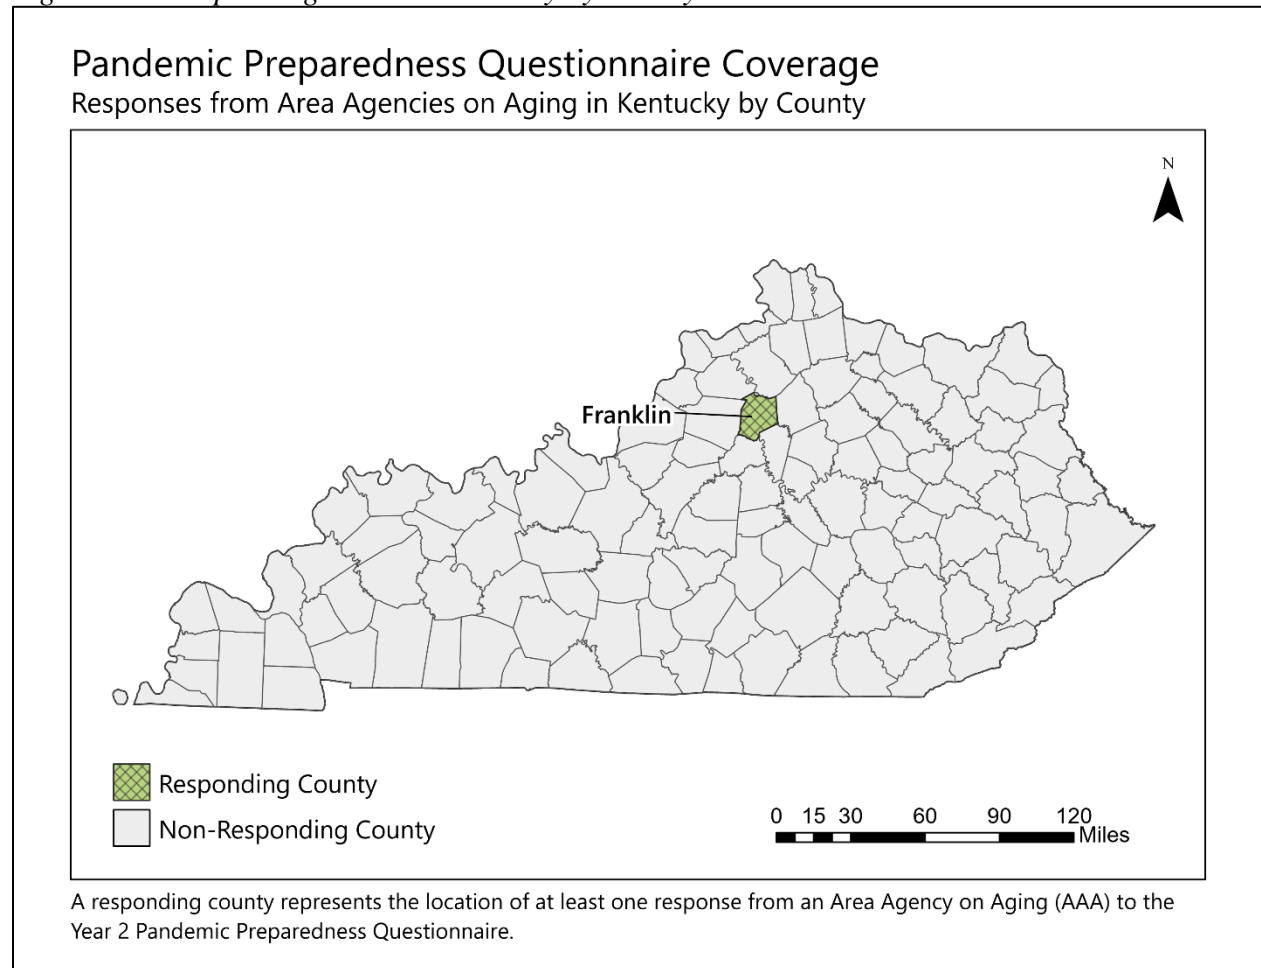 Pandemic Preparedness Questionnaire Coverage
Responses from Area Agencies on Aging in Kentucky by County
N
Franklin
Responding County
Non-Responding County
0 15 30 60 90 120
Miles
A responding county represents the location of at least one response from an Area Agency on Aging (AAA) to the
Year 2 Pandemic Preparedness Questionnaire.